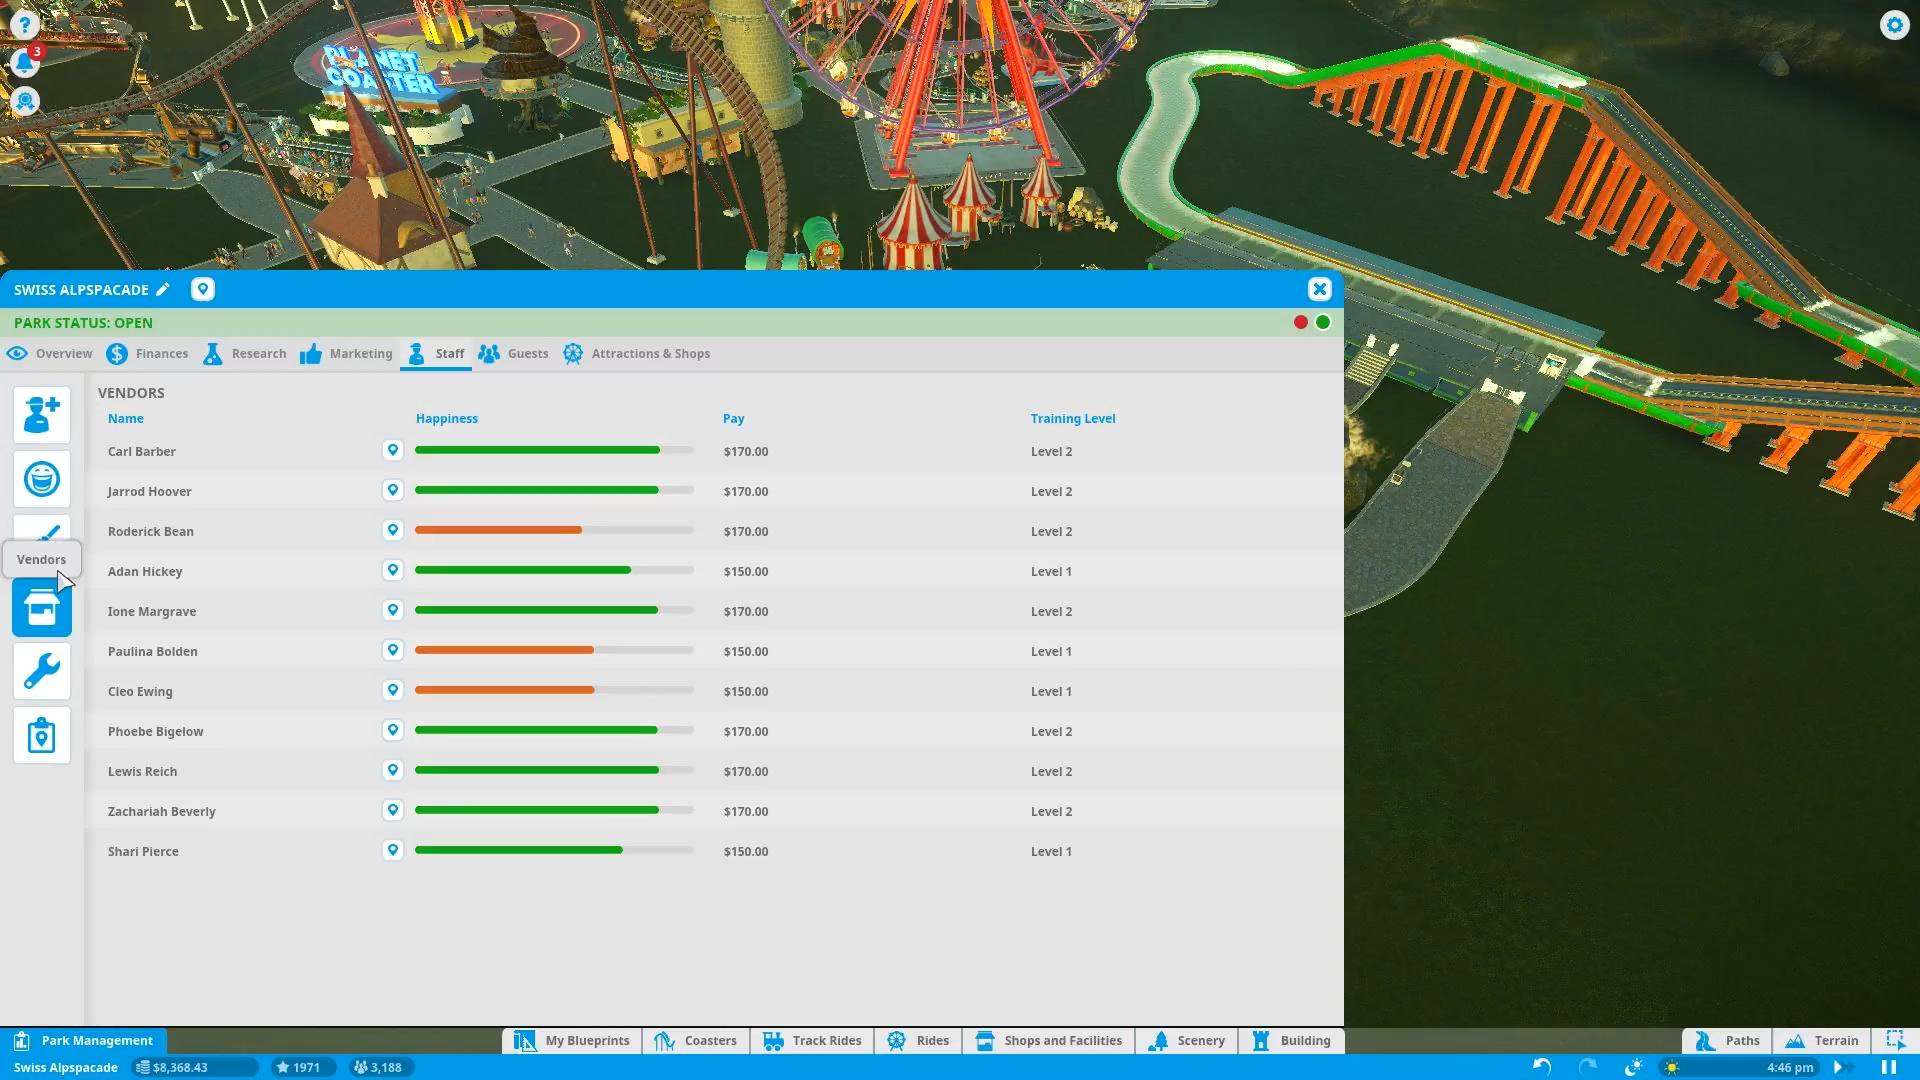 ?
3
PLANET
COASTER
SWISS ALPSPACADE
PARK STATUS: OPEN
Overview Finances Research Marketing Staff Guests Attractions & Shops
VENDORS
Name Happiness Pay Training Level
Carl Barber $170.00 Level 2
Jarrod Hoover $170.00 Level 2
Roderick Bean $170.00 Level 2
Vendors
Adan Hickey $150.00 Level 1
Ione Margrave $170.00 Level 2
Paulina Bolden $150.00 Level 1
Cleo Ewing $150.00 Level 1
Phoebe Bigelow $170.00 Level 2
Lewis Reich $170.00 Level 2
Zachariah Beverly $170.00 Level 2
Shari Pierce $150.00 Level 1
Park Management My Blueprints Coasters Track Rides Rides Shops and Facilities Scenery Building Paths Terrain
Swiss Alpspacade $8,368.43 1971 3,188 4:46 pm